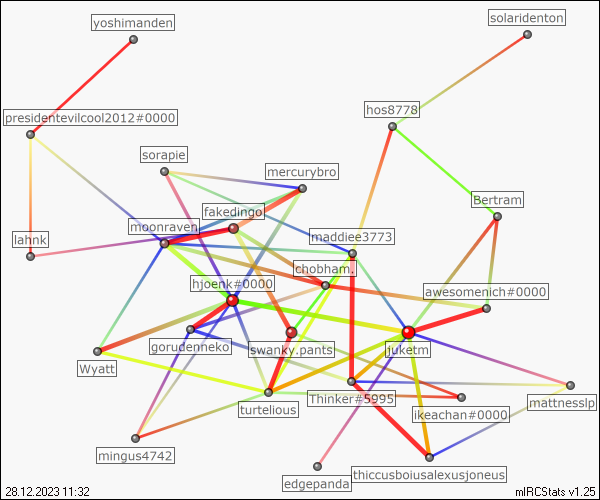 yoshimanden
solaridenton
presidentevilcool2012#0000
hos8778
sorapie
mercurybro
Bertram
fakedingo
moonraven
maddiee3773
lahnk
chobham.
hjoenk#0000
awesomenich#0000
gorudenneko
swanky.pants
juketm
Wyatt
turtelious
Thinker#5995
mattnesslp
ikeachan#0000
mingus4742
edgepanda
thiccusboiusalexusjoneus
28.12.2023 11:32
mIRCStats v1.25